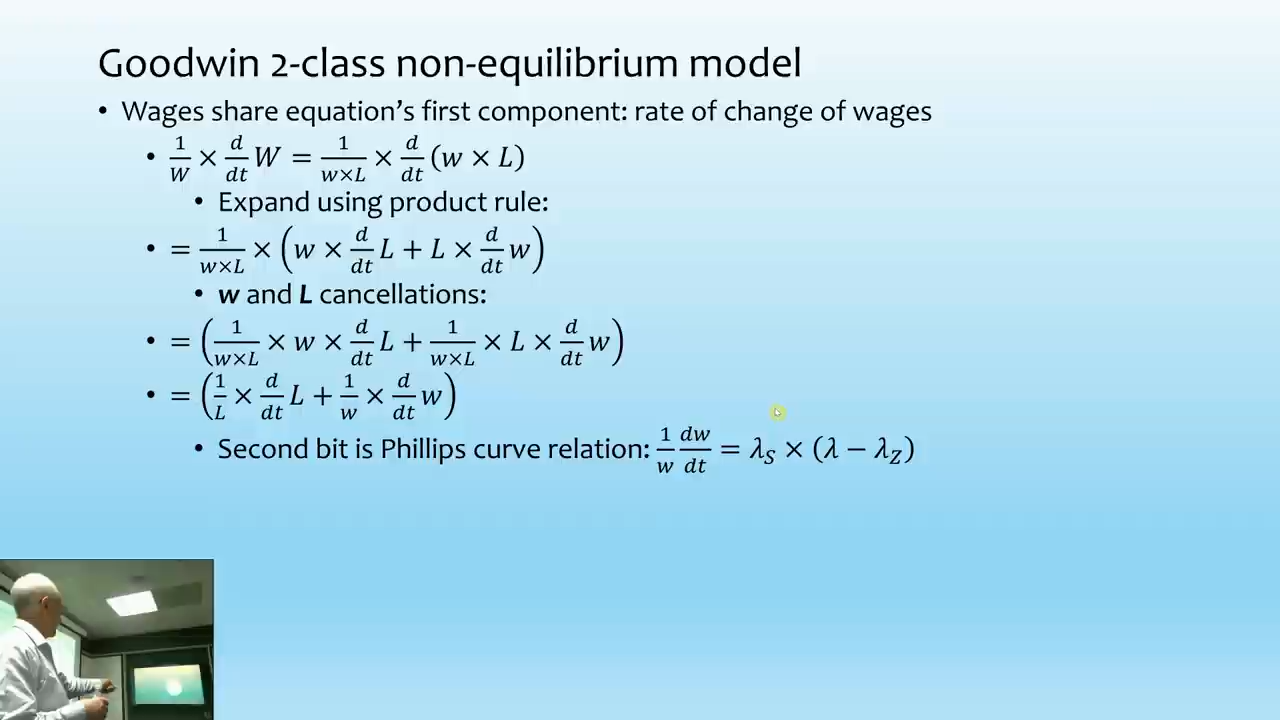 Goodwin 2-class non-equilibrium model
• Wages share equation's first component: rate of change of wages
• 1/W × d/dt W = 1/(w×L) × d/dt (w × L)
• Expand using product rule:
• = 1/(w×L) × (w × d/dt L + L × d/dt w)
• w and L cancellations:
• = (1/(w×L) × w × d/dt L + 1/(w×L) × L × d/dt w)
• = (1/L × d/dt L + 1/w × d/dt w)
• Second bit is Phillips curve relation: 1/w dw/dt = λ_S × (λ − λ_Z)